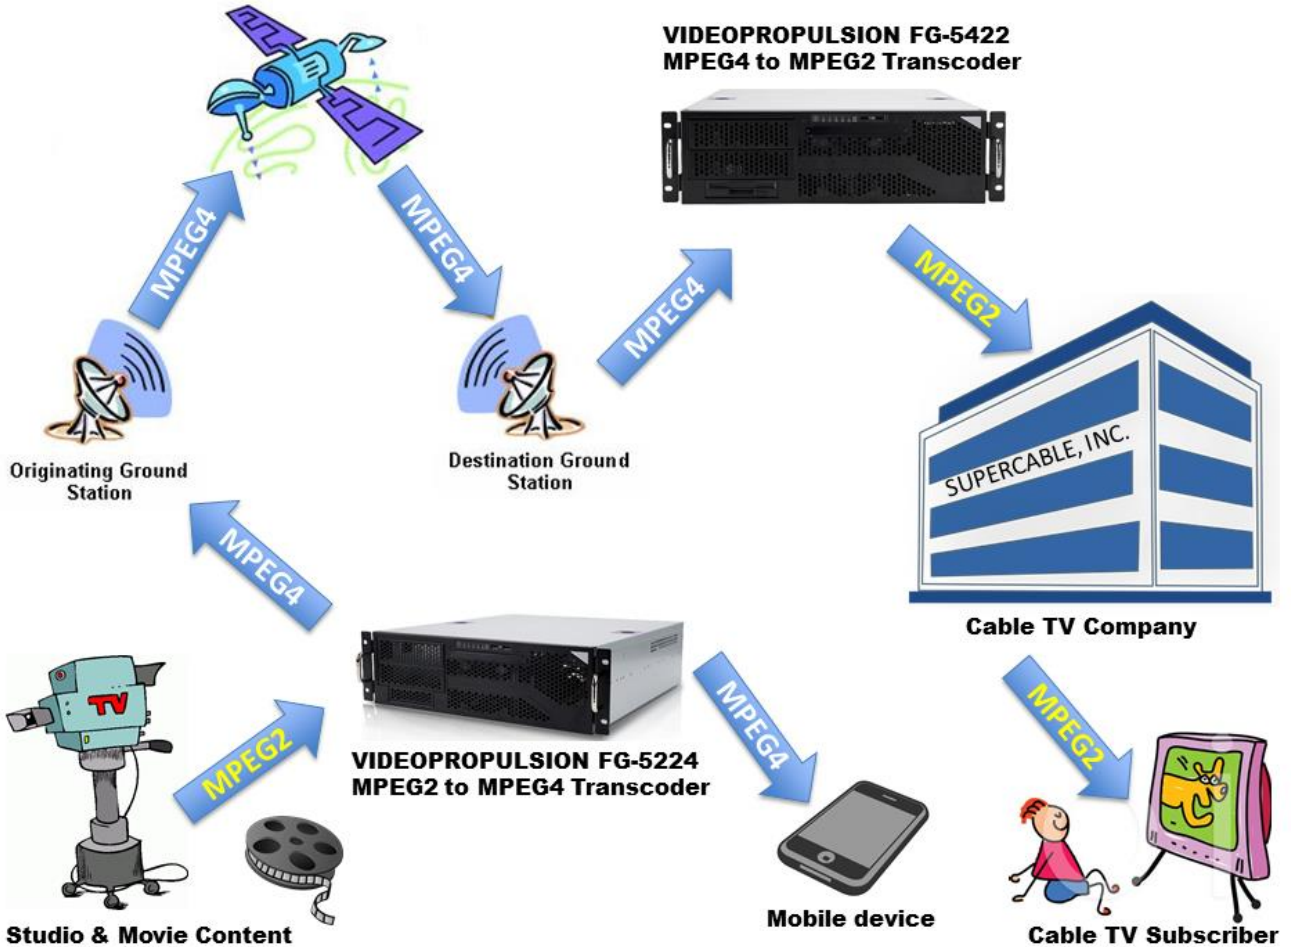 VIDEOPROPULSION FG-5422
MPEG4 to MPEG2 Transcoder
MPEG4
MPEG4
MPEG4
MPEG2
SUPERCABLE, INC.
Originating Ground
Station
Destination Ground
Station
MPEG4
Cable TV Company
TV
MPEG2
VIDEOPROPULSION FG-5224
MPEG2 to MPEG4 Transcoder
MPEG4
MPEG2
Mobile device
Studio & Movie Content
Cable TV Subscriber